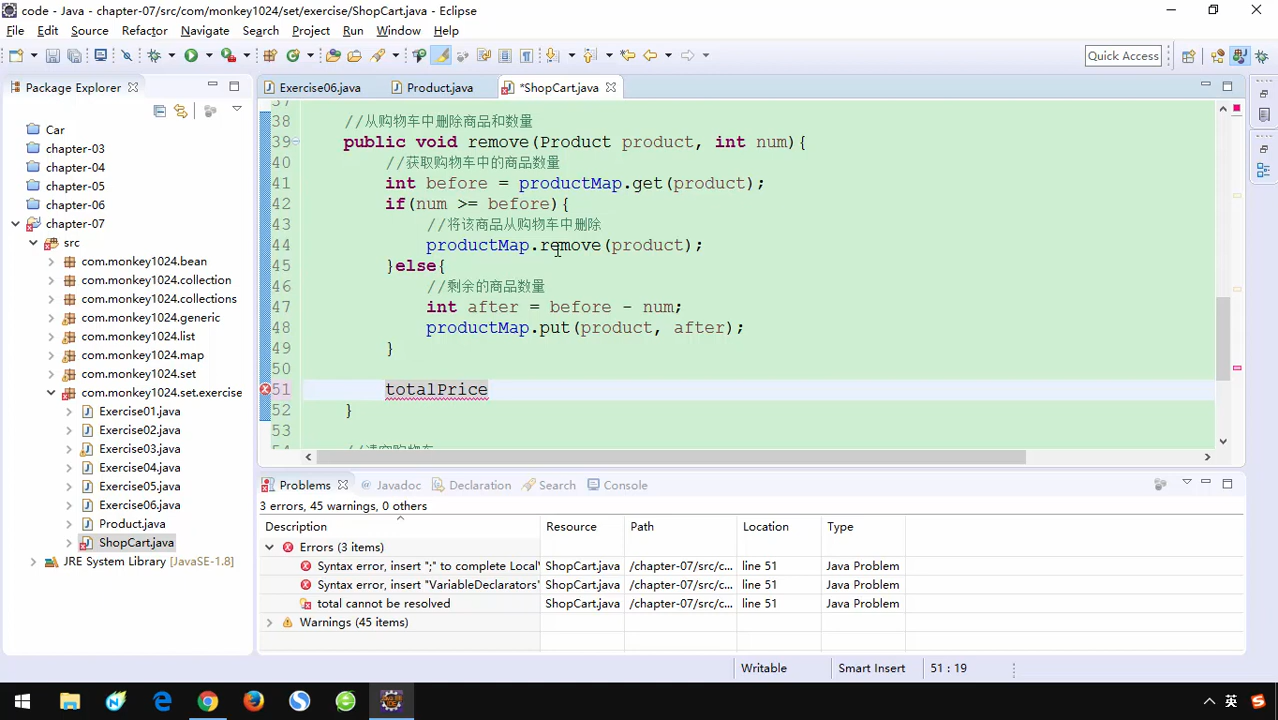 code - Java - chapter-07/src/com/monkey1024/set/exercise/ShopCart.java - Eclipse
File Edit Source Refactor Navigate Search Project Run Window Help
Quick Access
Package Explorer
Exercise06.java
Product.java
*ShopCart.java
Car
chapter-03
chapter-04
chapter-05
chapter-06
chapter-07
src
com.monkey1024.bean
com.monkey1024.collection
com.monkey1024.collections
com.monkey1024.generic
com.monkey1024.list
com.monkey1024.map
com.monkey1024.set
com.monkey1024.set.exercise
Exercise01.java
Exercise02.java
Exercise03.java
Exercise04.java
Exercise05.java
Exercise06.java
Product.java
ShopCart.java
JRE System Library [JavaSE-1.8]
37
38 //从购物车中删除商品和数量
39 public void remove(Product product, int num){
40 //获取购物车中的商品数量
41 int before = productMap.get(product);
42 if(num >= before){
43 //将该商品从购物车中删除
44 productMap.remove(product);
45 }else{
46 //剩余的商品数量
47 int after = before - num;
48 productMap.put(product, after);
49 }
50
51 totalPrice
52 }
53
54 //清空购物车
Problems @ Javadoc Declaration Search Console
3 errors, 45 warnings, 0 others
Description Resource Path Location Type
Errors (3 items)
Syntax error, insert ";" to complete Local' ShopCart.java /chapter-07/src/c... line 51 Java Problem
Syntax error, insert "VariableDeclarators" ShopCart.java /chapter-07/src/c... line 51 Java Problem
total cannot be resolved ShopCart.java /chapter-07/src/c... line 51 Java Problem
Warnings (45 items)
Writable Smart Insert 51 : 19
英